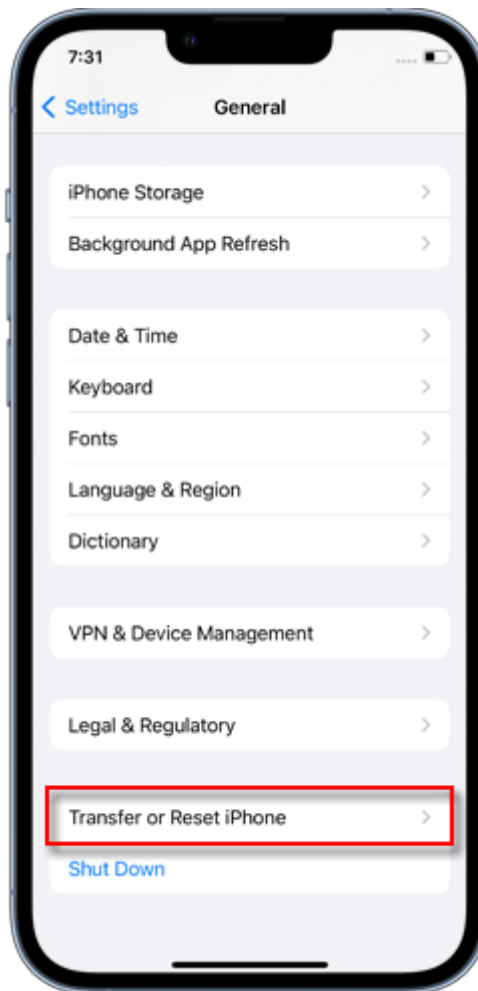 7:31
Settings General
iPhone Storage
Background App Refresh
Date & Time
Keyboard
Fonts
Language & Region
Dictionary
VPN & Device Management
Legal & Regulatory
Transfer or Reset iPhone
Shut Down